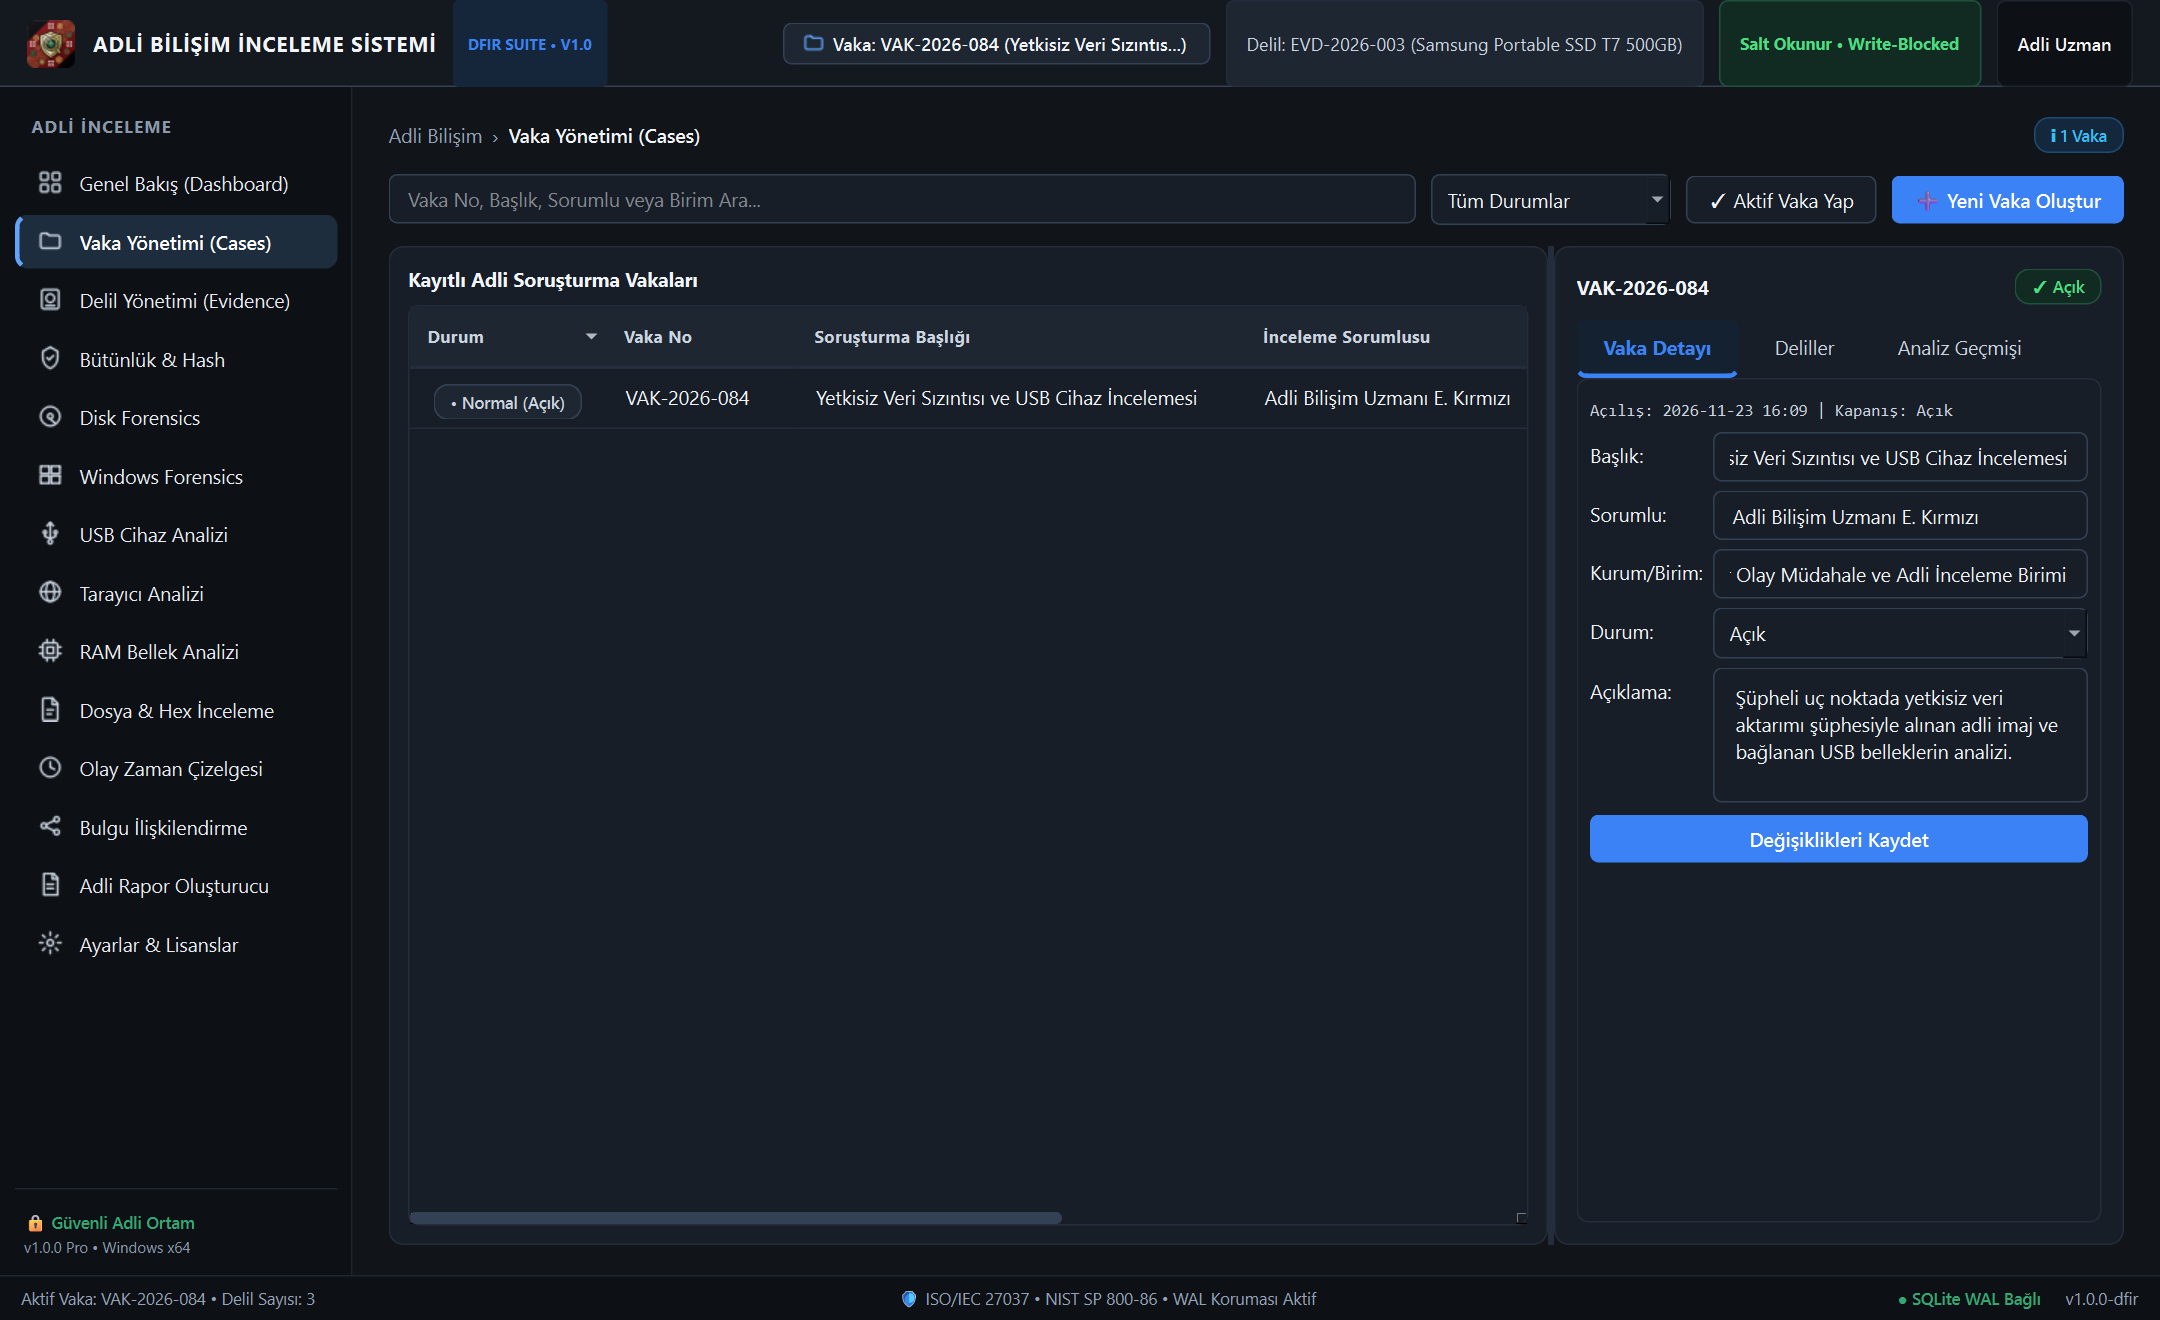 ADLİ BİLİŞİM İNCELEME SİSTEMİ
DFIR SUITE • V1.0
Vaka: VAK-2026-084 (Yetkisiz Veri Sızıntıs...)
Delil: EVD-2026-003 (Samsung Portable SSD T7 500GB)
Salt Okunur • Write-Blocked
Adli Uzman
ADLİ İNCELEME
Genel Bakış (Dashboard)
Vaka Yönetimi (Cases)
Delil Yönetimi (Evidence)
Bütünlük & Hash
Disk Forensics
Windows Forensics
USB Cihaz Analizi
Tarayıcı Analizi
RAM Bellek Analizi
Dosya & Hex İnceleme
Olay Zaman Çizelgesi
Bulgu İlişkilendirme
Adli Rapor Oluşturucu
Ayarlar & Lisanslar
Güvenli Adli Ortam
v1.0.0 Pro • Windows x64
Adli Bilişim › Vaka Yönetimi (Cases)
ℹ 1 Vaka
Vaka No, Başlık, Sorumlu veya Birim Ara...
Tüm Durumlar
✓ Aktif Vaka Yap
➕ Yeni Vaka Oluştur
Kayıtlı Adli Soruşturma Vakaları
Durum
Vaka No
Soruşturma Başlığı
İnceleme Sorumlusu
• Normal (Açık)
VAK-2026-084
Yetkisiz Veri Sızıntısı ve USB Cihaz İncelemesi
Adli Bilişim Uzmanı E. Kırmızı
VAK-2026-084
✓ Açık
Vaka Detayı
Deliller
Analiz Geçmişi
Açılış: 2026-11-23 16:09 | Kapanış: Açık
Başlık:
siz Veri Sızıntısı ve USB Cihaz İncelemesi
Sorumlu:
Adli Bilişim Uzmanı E. Kırmızı
Kurum/Birim:
Olay Müdahale ve Adli İnceleme Birimi
Durum:
Açık
Açıklama:
Şüpheli uç noktada yetkisiz veri
aktarımı şüphesiyle alınan adli imaj ve
bağlanan USB belleklerin analizi.
Değişiklikleri Kaydet
Aktif Vaka: VAK-2026-084 • Delil Sayısı: 3
ISO/IEC 27037 • NIST SP 800-86 • WAL Koruması Aktif
● SQLite WAL Bağlı
v1.0.0-dfir